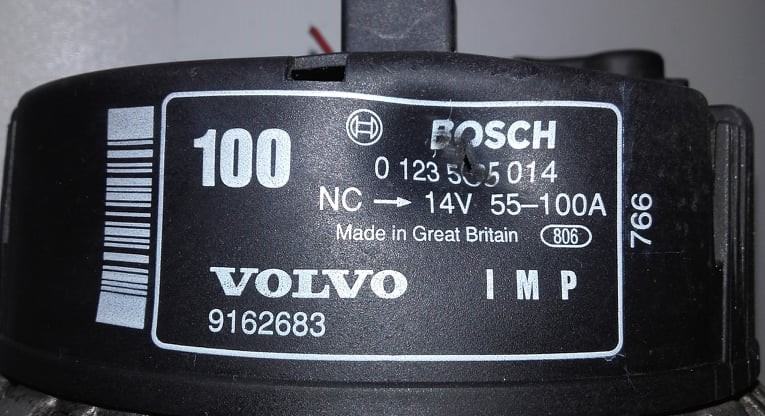 100
BOSCH
0 123 505 014
NC → 14V 55–100A
Made in Great Britain 806
VOLVO IMP
9162683
766